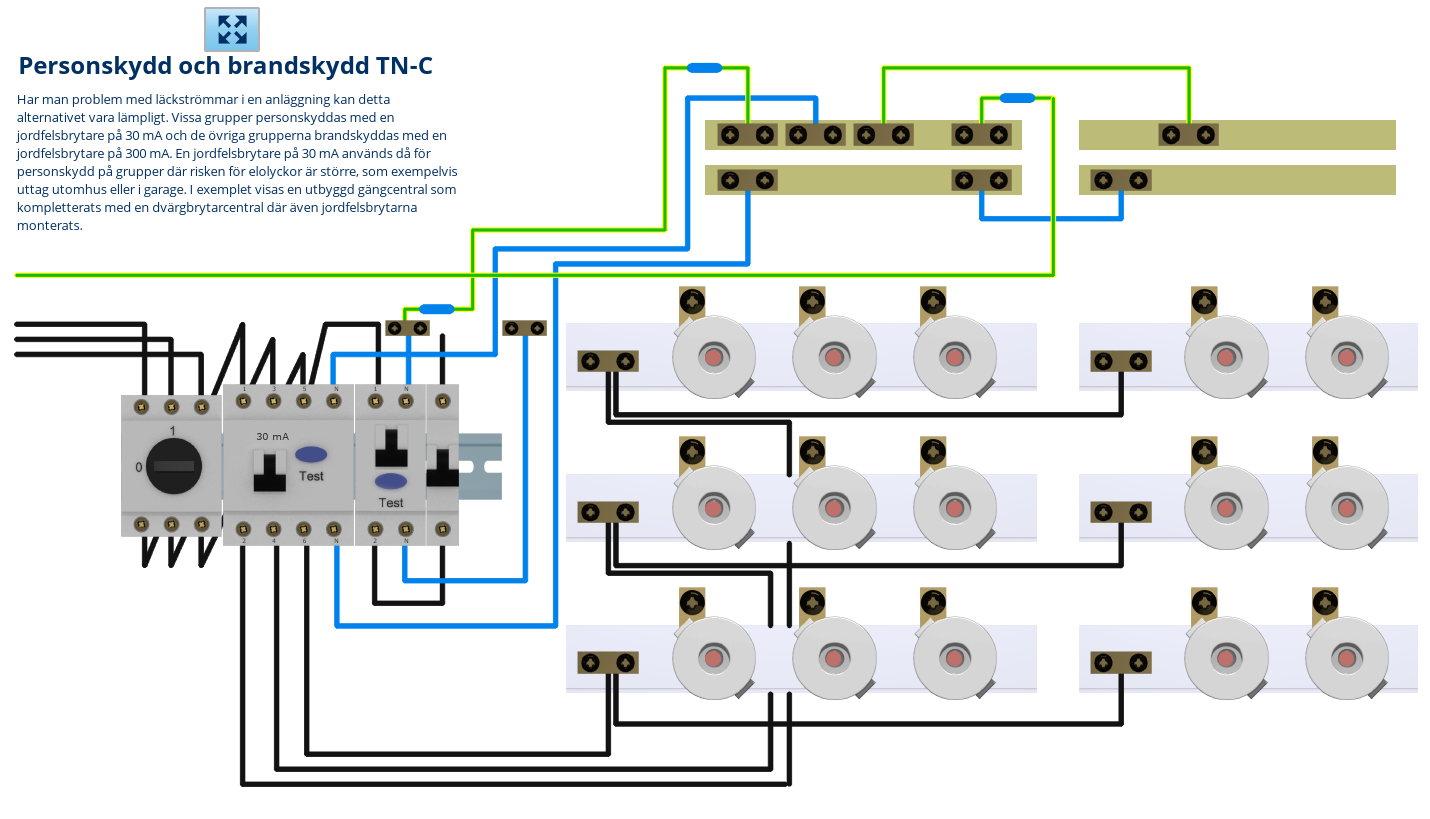 Personskydd och brandskydd TN-C
Har man problem med läckströmmar i en anläggning kan detta
alternativet vara lämpligt. Vissa grupper personskyddas med en
jordfelsbrytare på 30 mA och de övriga grupperna brandskyddas med en
jordfelsbrytare på 300 mA. En jordfelsbrytare på 30 mA används då för
personskydd på grupper där risken för elolyckor är större, som exempelvis
uttag utomhus eller i garage. I exemplet visas en utbyggd gängcentral som
kompletterats med en dvärgbrytarcentral där även jordfelsbrytarna
monterats.
1 3 5 N 1 N
1
30 mA
0
Test
Test
2 4 6 N 2 N